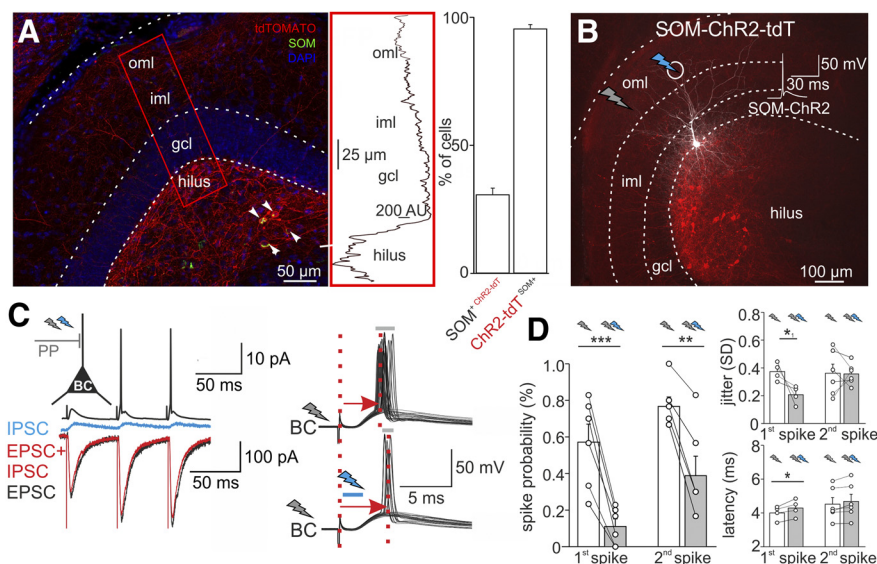 A
tdTOMATO
SOM
DAPI
oml
iml
gcl
hilus
50 µm
oml
iml
25 µm
gcl
200 AU
hilus
100
% of cells
50
0
SOM+ ChR2-tdT
ChR2-tdT SOM+
B
SOM-ChR2-tdT
oml
50 mV
30 ms
SOM-ChR2
iml
hilus
gcl
100 µm
C
PP
BC
10 pA
50 ms
IPSC
EPSC+
IPSC
EPSC
100 pA
50 ms
BC
50 mV
5 ms
BC
D
*** **
spike probability (%)
1.0
0.8
0.6
0.4
0.2
0.0
1st spike 2nd spike
jitter (SD)
0.8
0.6
0.4
0.2
0
*
1st spike 2nd spike
latency (ms)
8
6
4
2
*
1st spike 2nd spike